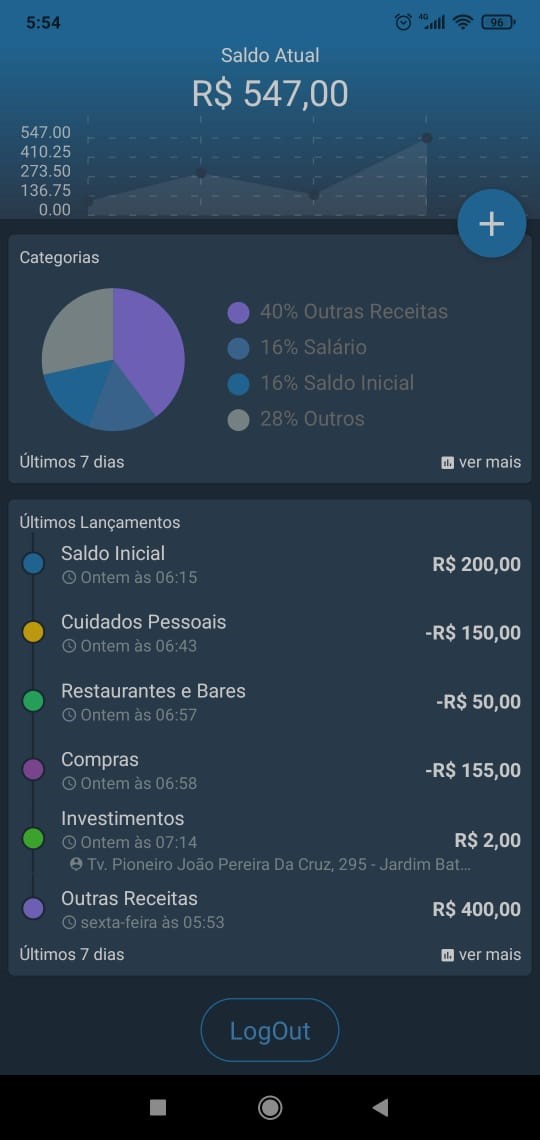 5:54
4G
96
Saldo Atual
R$ 547,00
547.00
410.25
273.50
136.75
0.00
+
Categorias
40% Outras Receitas
16% Salário
16% Saldo Inicial
28% Outros
Últimos 7 dias
ver mais
Últimos Lançamentos
Saldo Inicial
Ontem às 06:15
R$ 200,00
Cuidados Pessoais
Ontem às 06:43
-R$ 150,00
Restaurantes e Bares
Ontem às 06:57
-R$ 50,00
Compras
Ontem às 06:58
-R$ 155,00
Investimentos
Ontem às 07:14
R$ 2,00
Tv. Pioneiro João Pereira Da Cruz, 295 - Jardim Bat...
Outras Receitas
sexta-feira às 05:53
R$ 400,00
Últimos 7 dias
ver mais
LogOut